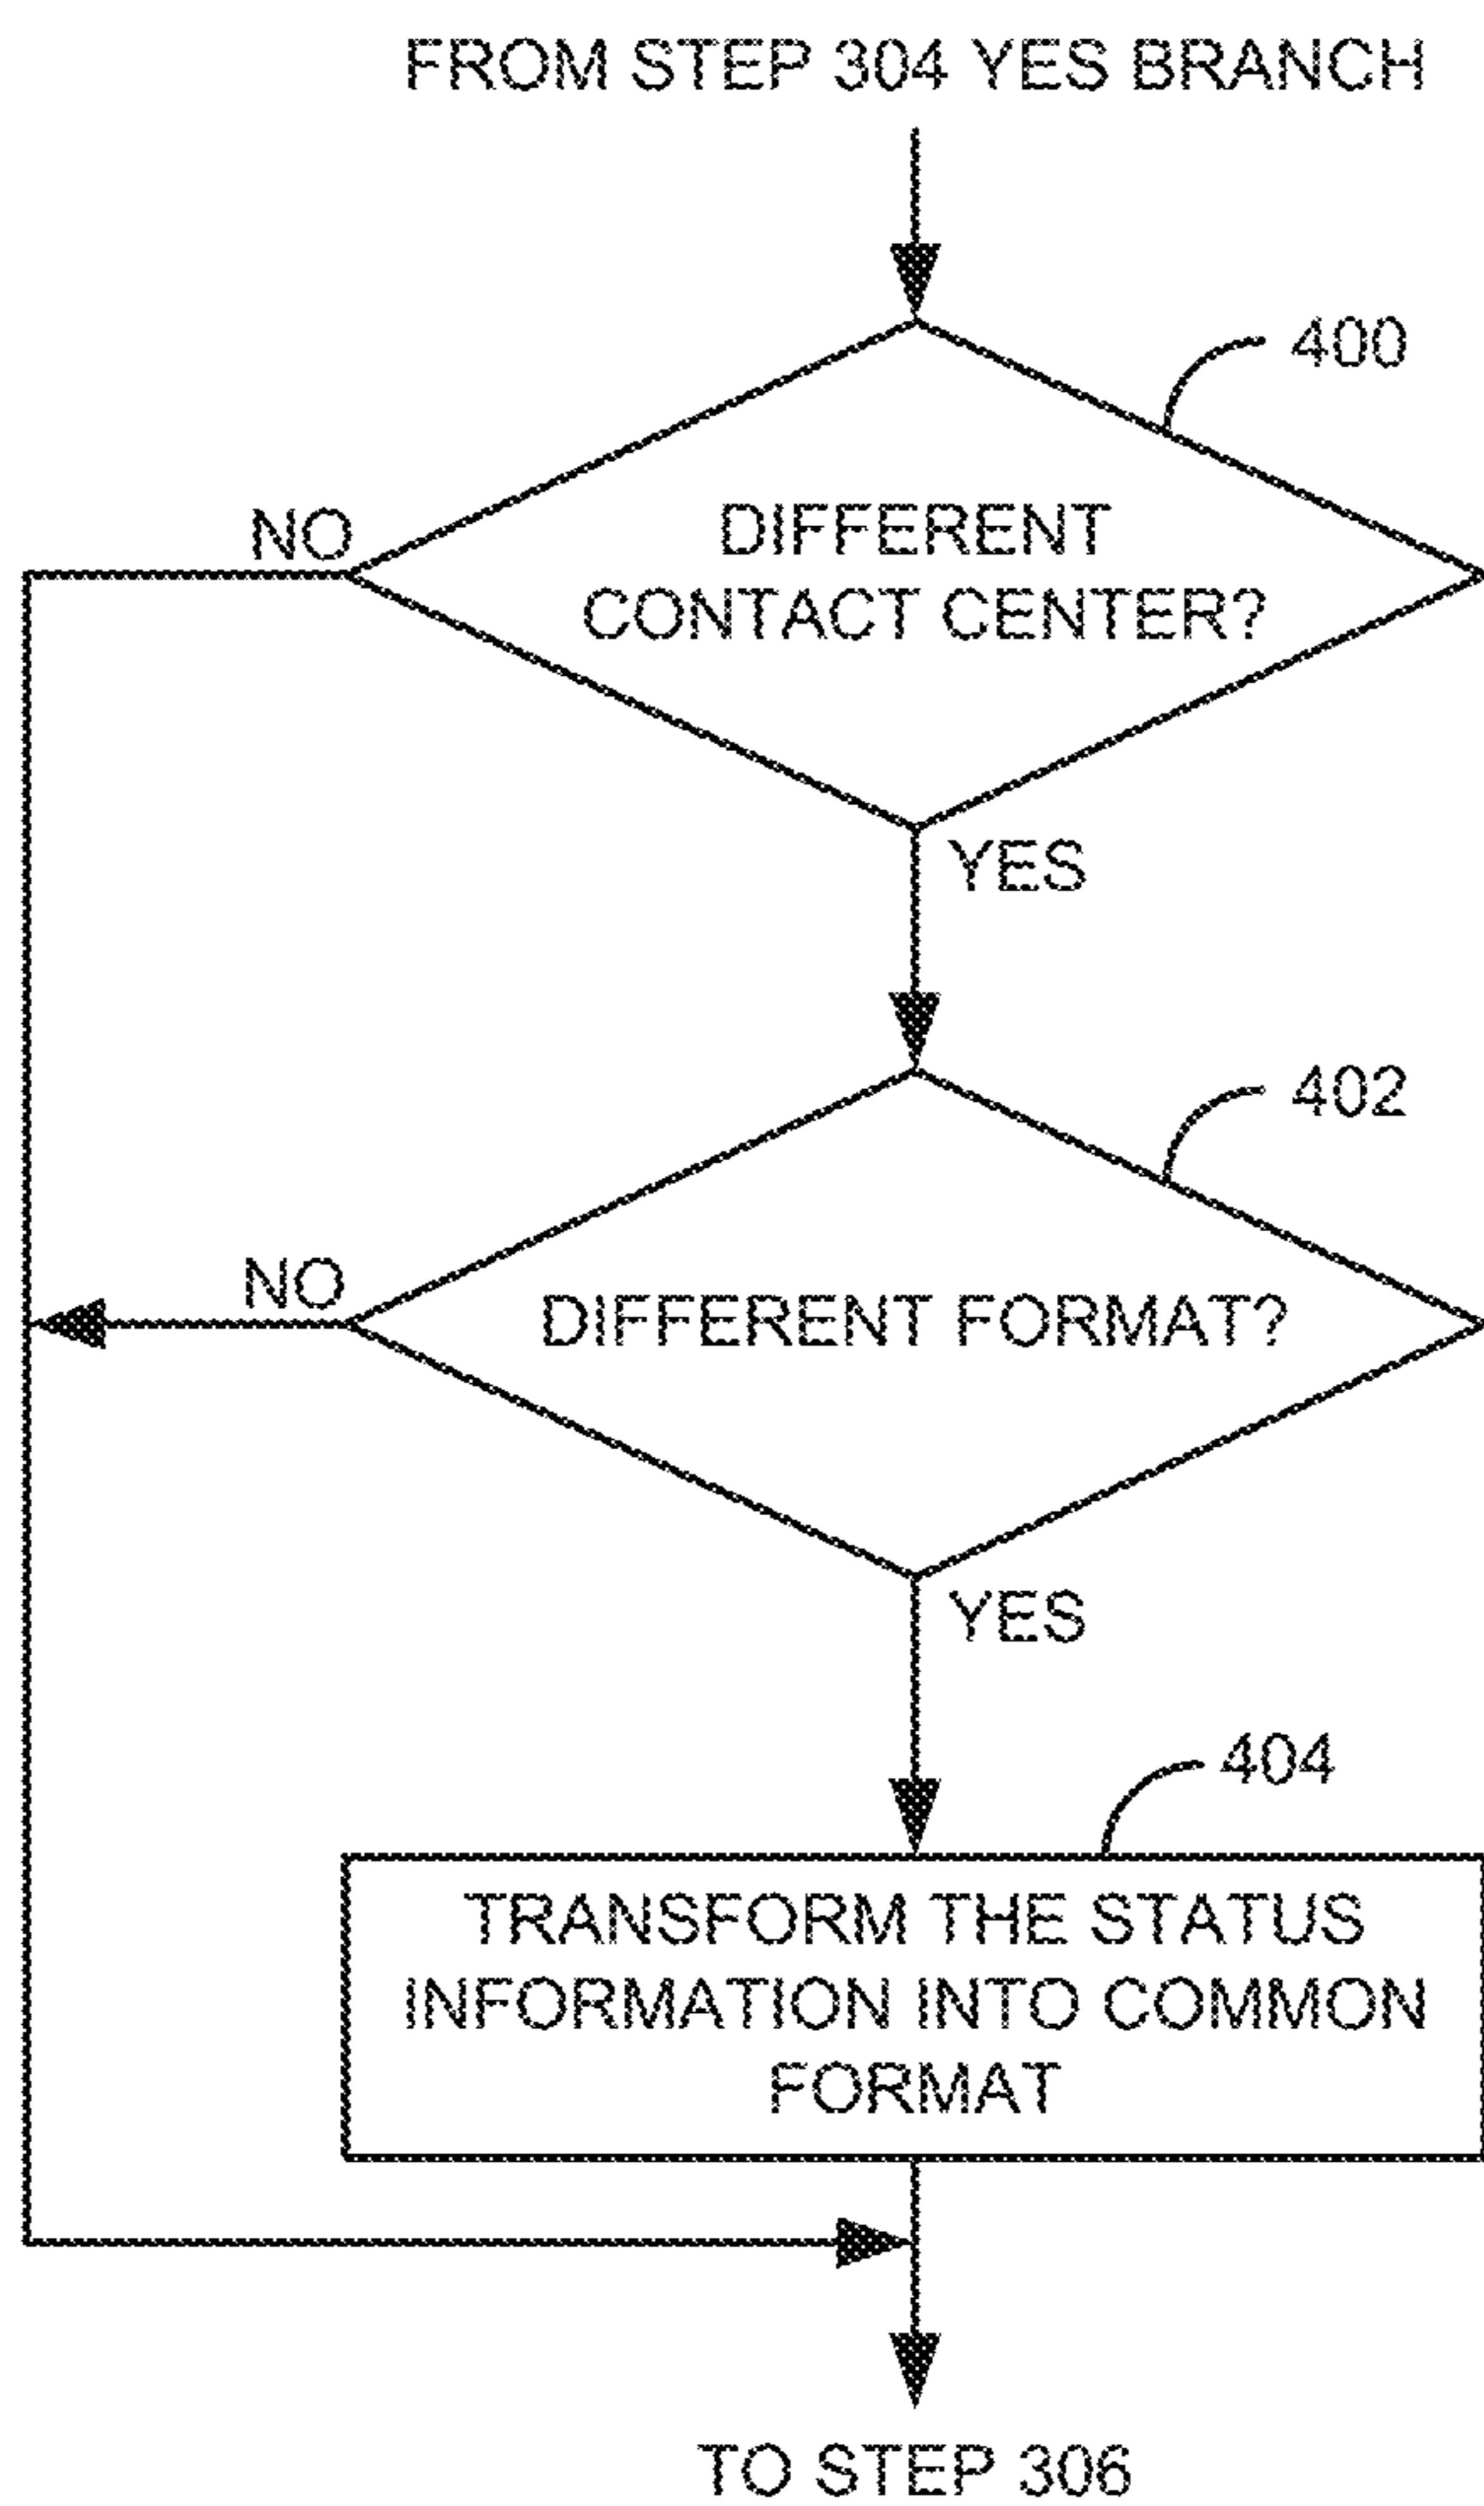 FROM STEP 304 YES BRANCH
400
NO
DIFFERENT
CONTACT CENTER?
YES
402
NO
DIFFERENT FORMAT?
YES
404
TRANSFORM THE STATUS
INFORMATION INTO COMMON
FORMAT
TO STEP 306